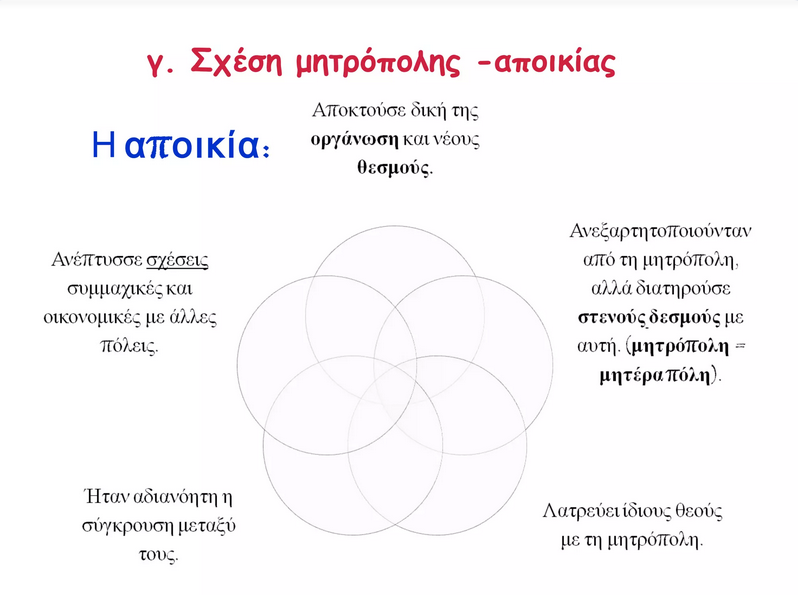 γ. Σχέση μητρόπολης -αποικίας
Η αποικία:
Αποκτούσε δική της
οργάνωση και νέους
θεσμούς.
Ανεξαρτητοποιούνταν
από τη μητρόπολη,
αλλά διατηρούσε
στενούς δεσμούς με
αυτή. (μητρόπολη =
μητέρα πόλη).
Λατρεύει ίδιους θεούς
με τη μητρόπολη.
Ήταν αδιανόητη η
σύγκρουση μεταξύ
τους.
Ανέπτυσσε σχέσεις
συμμαχικές και
οικονομικές με άλλες
πόλεις.